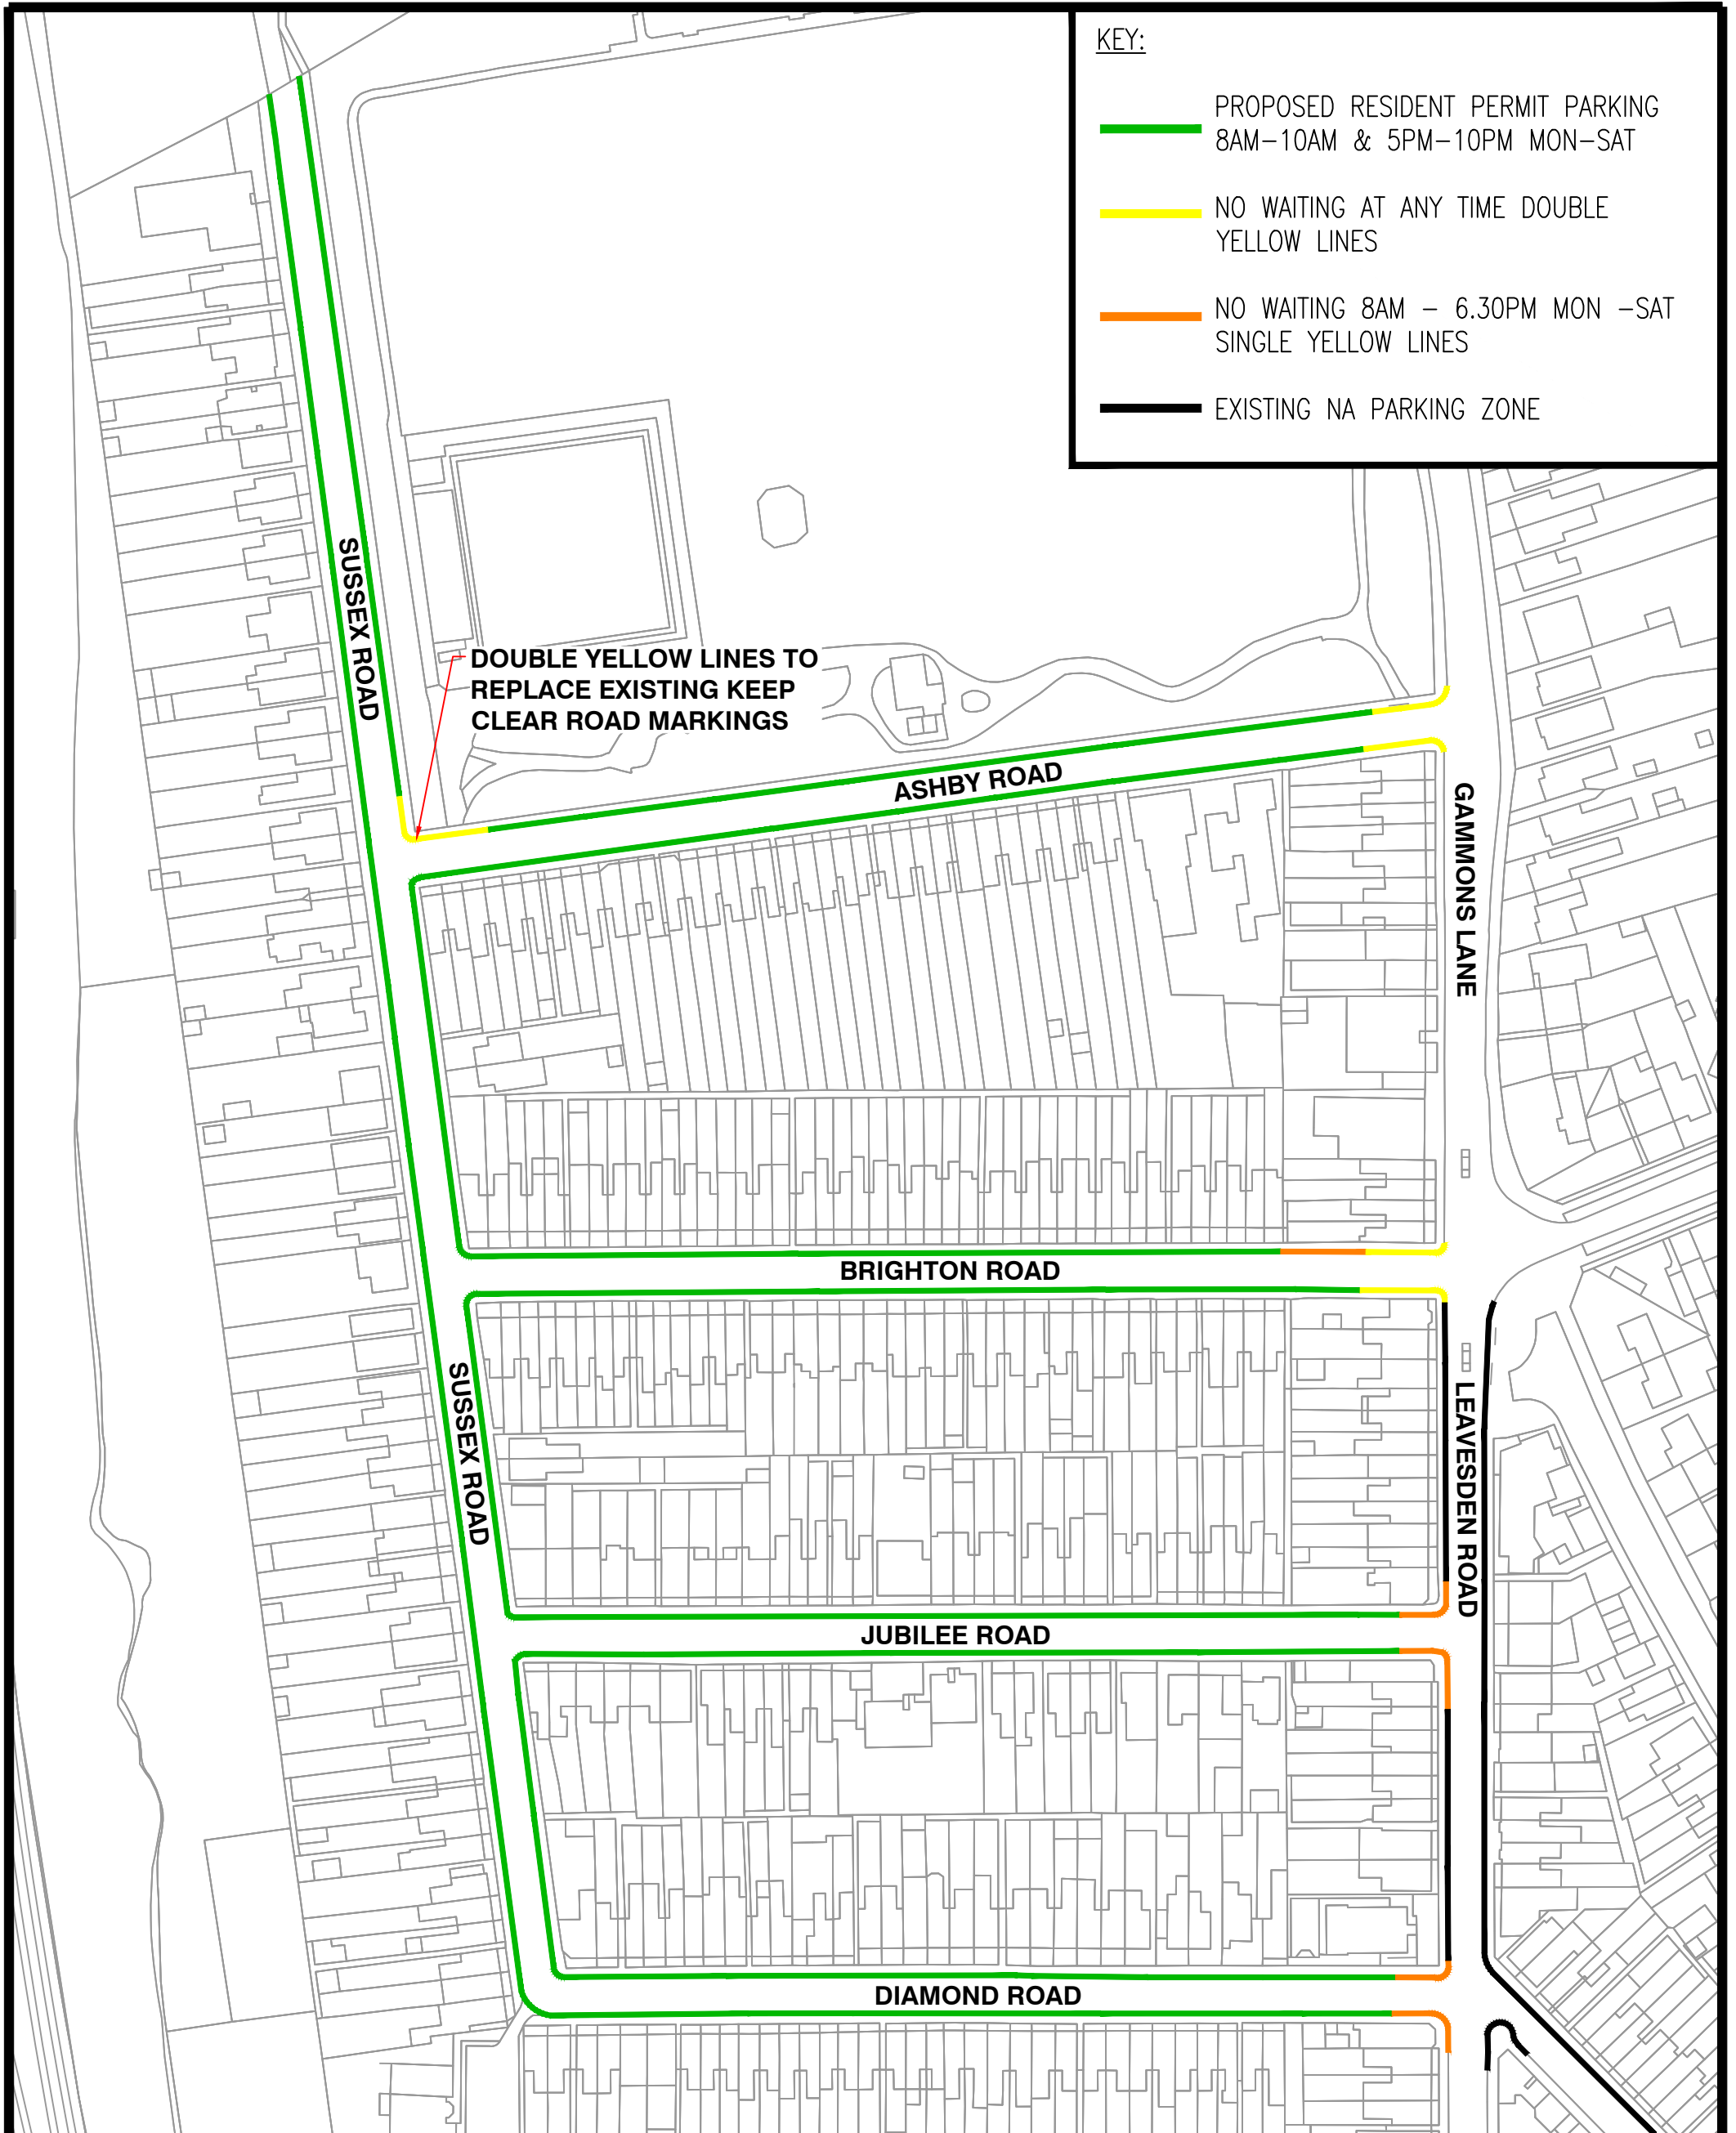 KEY:
PROPOSED RESIDENT PERMIT PARKING
8AM-10AM & 5PM-10PM MON-SAT
NO WAITING AT ANY TIME DOUBLE
YELLOW LINES
NO WAITING 8AM - 6.30PM MON -SAT
SINGLE YELLOW LINES
EXISTING NA PARKING ZONE
SUSSEX ROAD
DOUBLE YELLOW LINES TO
REPLACE EXISTING KEEP
CLEAR ROAD MARKINGS
ASHBY ROAD
GAMMONS LANE
BRIGHTON ROAD
SUSSEX ROAD
LEAVESDEN ROAD
JUBILEE ROAD
DIAMOND ROAD